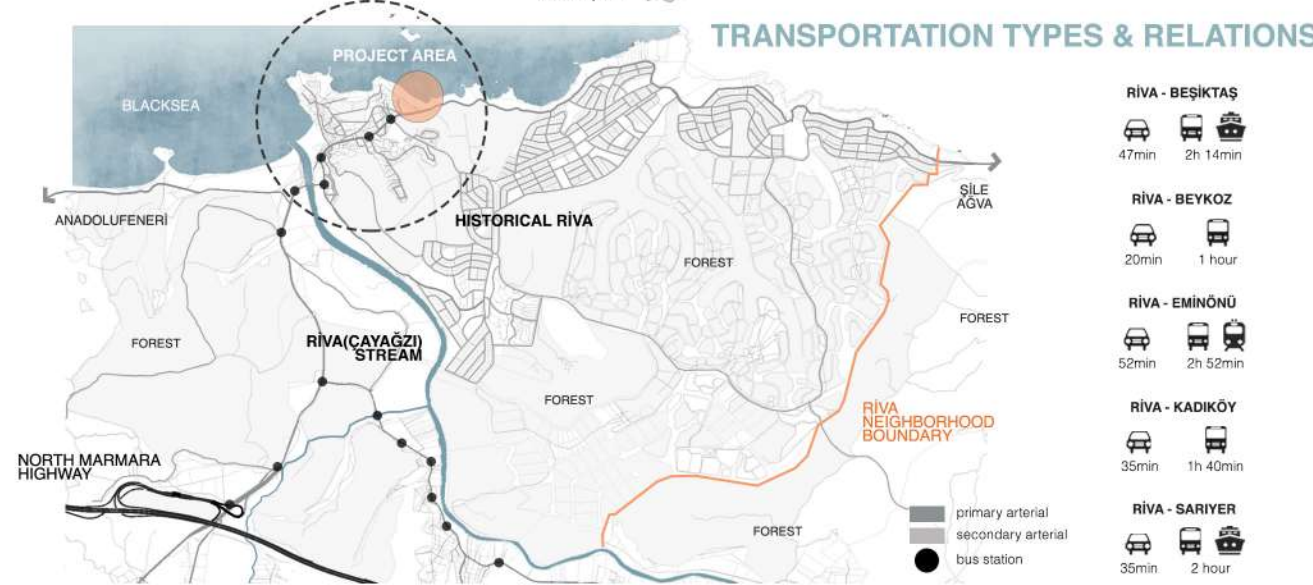 TRANSPORTATION TYPES & RELATIONS
PROJECT AREA
BLACKSEA
ANADOLUFENERİ
HISTORICAL RİVA
ŞİLE
AĞVA
FOREST
FOREST
FOREST
RİVA(ÇAYAĞZI)
STREAM
FOREST
RİVA
NEIGHBORHOOD
BOUNDARY
NORTH MARMARA
HIGHWAY
FOREST
primary arterial
secondary arterial
bus station
RİVA - BEŞİKTAŞ
47min 2h 14min
RİVA - BEYKOZ
20min 1 hour
RİVA - EMİNÖNÜ
52min 2h 52min
RİVA - KADIKÖY
35min 1h 40min
RİVA - SARIYER
35min 2 hour